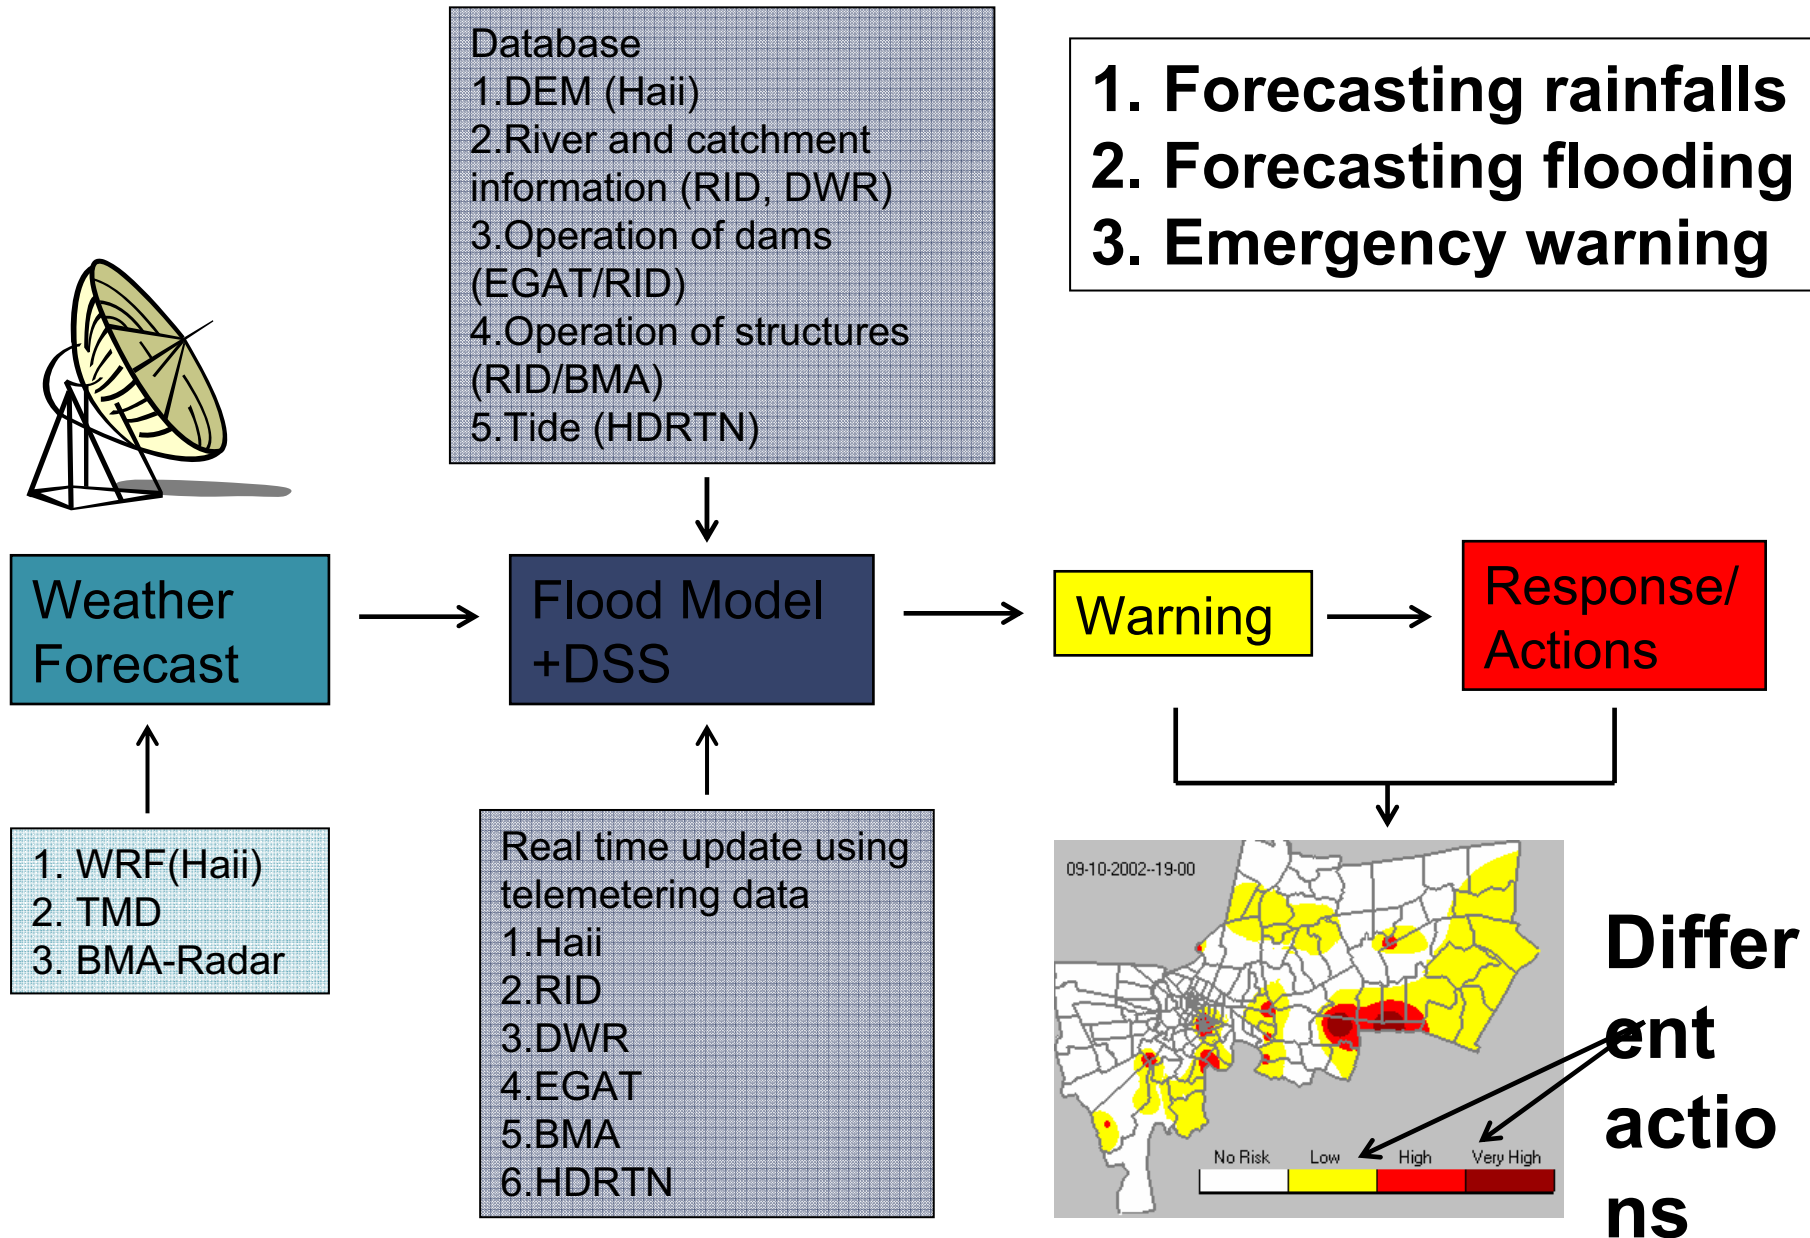 Database
1.DEM (Haii)
2.River and catchment
information (RID, DWR)
3.Operation of dams
(EGAT/RID)
4.Operation of structures
(RID/BMA)
5.Tide (HDRTN)
1. Forecasting rainfalls
2. Forecasting flooding
3. Emergency warning
Weather
Forecast
Flood Model
+DSS
Warning
Response/
Actions
1. WRF(Haii)
2. TMD
3. BMA-Radar
Real time update using
telemetering data
1.Haii
2.RID
3.DWR
4.EGAT
5.BMA
6.HDRTN
09-10-2002--19-00
No Risk Low High Very High
Differ
ent
actio
ns